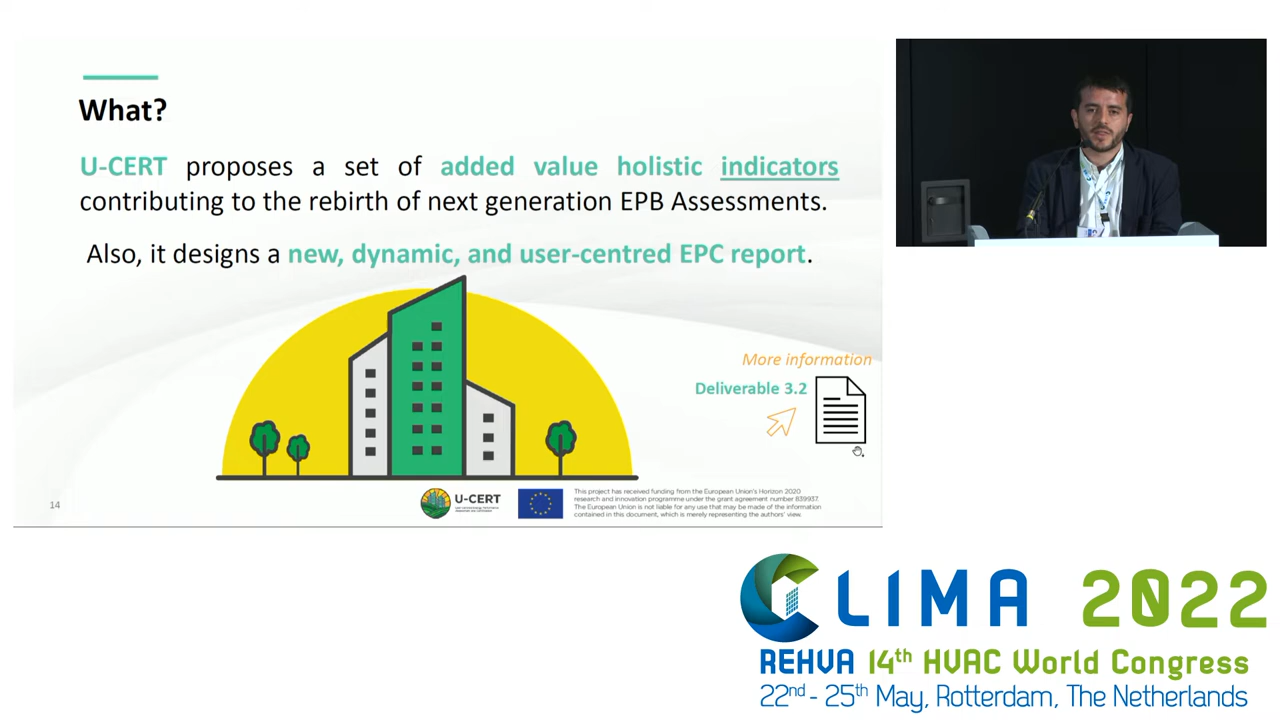 What?
U-CERT proposes a set of added value holistic indicators
contributing to the rebirth of next generation EPB Assessments.
Also, it designs a new, dynamic, and user-centred EPC report.
More information
Deliverable 3.2
14
U-CERT
This project has received funding from the European Union's Horizon 2020
research and innovation programme under the grant agreement number 839937.
The European Union is not liable for any use that may be made of the information
contained in this document, which is merely representing the authors' view.
CLIMA 2022
REHVA 14th HVAC World Congress
22nd - 25th May, Rotterdam, The Netherlands